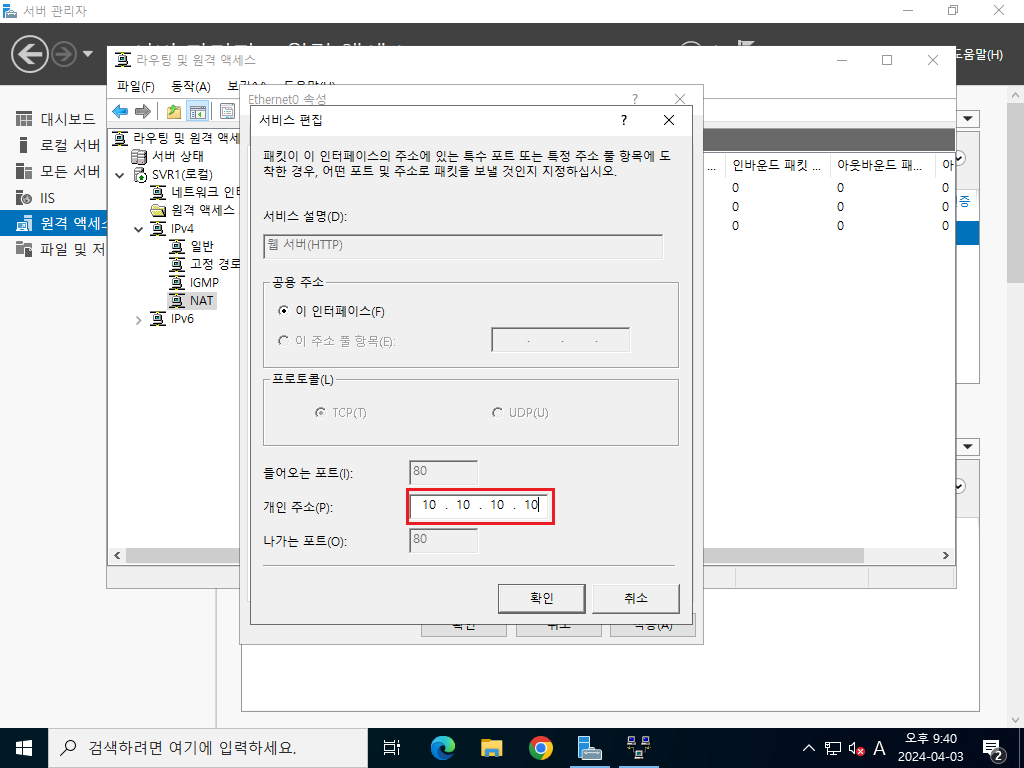 서버 관리자
도움말(H)
라우팅 및 원격 액세스
파일(F) 동작(A)
Ethernet0 속성 ?
서비스 편집 ?
대시보드
로컬 서버
모든 서버
IIS
원격 액세스
파일 및 저
라우팅 및 원격 액세
서버 상태
SVR1(로컬)
네트워크 인터
원격 액세스
IPv4
일반
고정 경로
IGMP
NAT
IPv6
패킷이 이 인터페이스의 주소에 있는 특수 포트 또는 특정 주소 풀 항목에 도
착한 경우, 어떤 포트 및 주소로 패킷을 보낼 것인지 지정하십시오.
서비스 설명(D):
웹 서버(HTTP)
공용 주소
이 인터페이스(F)
이 주소 풀 항목(E): . . .
프로토콜(L)
TCP(T) UDP(U)
들어오는 포트(I): 80
개인 주소(P): 10 . 10 . 10 . 10
나가는 포트(O): 80
확인 취소
확인 취소 적용(A)
... 인바운드 패킷 ... 아웃바운드 패... 아
0 0 0
0 0 0
0 0 0
증
검색하려면 여기에 입력하세요.
A
오후 9:40
2024-04-03
2